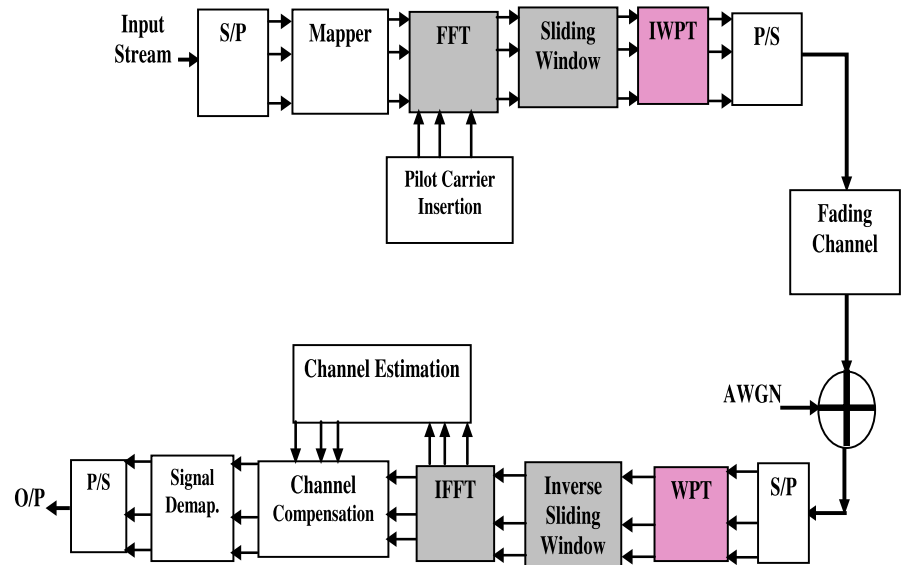 Input
Stream
S/P
Mapper
FFT
Sliding
Window
IWPT
P/S
Pilot Carrier
Insertion
Fading
Channel
AWGN
Channel Estimation
O/P
P/S
Signal
Demap.
Channel
Compensation
IFFT
Inverse
Sliding
Window
WPT
S/P